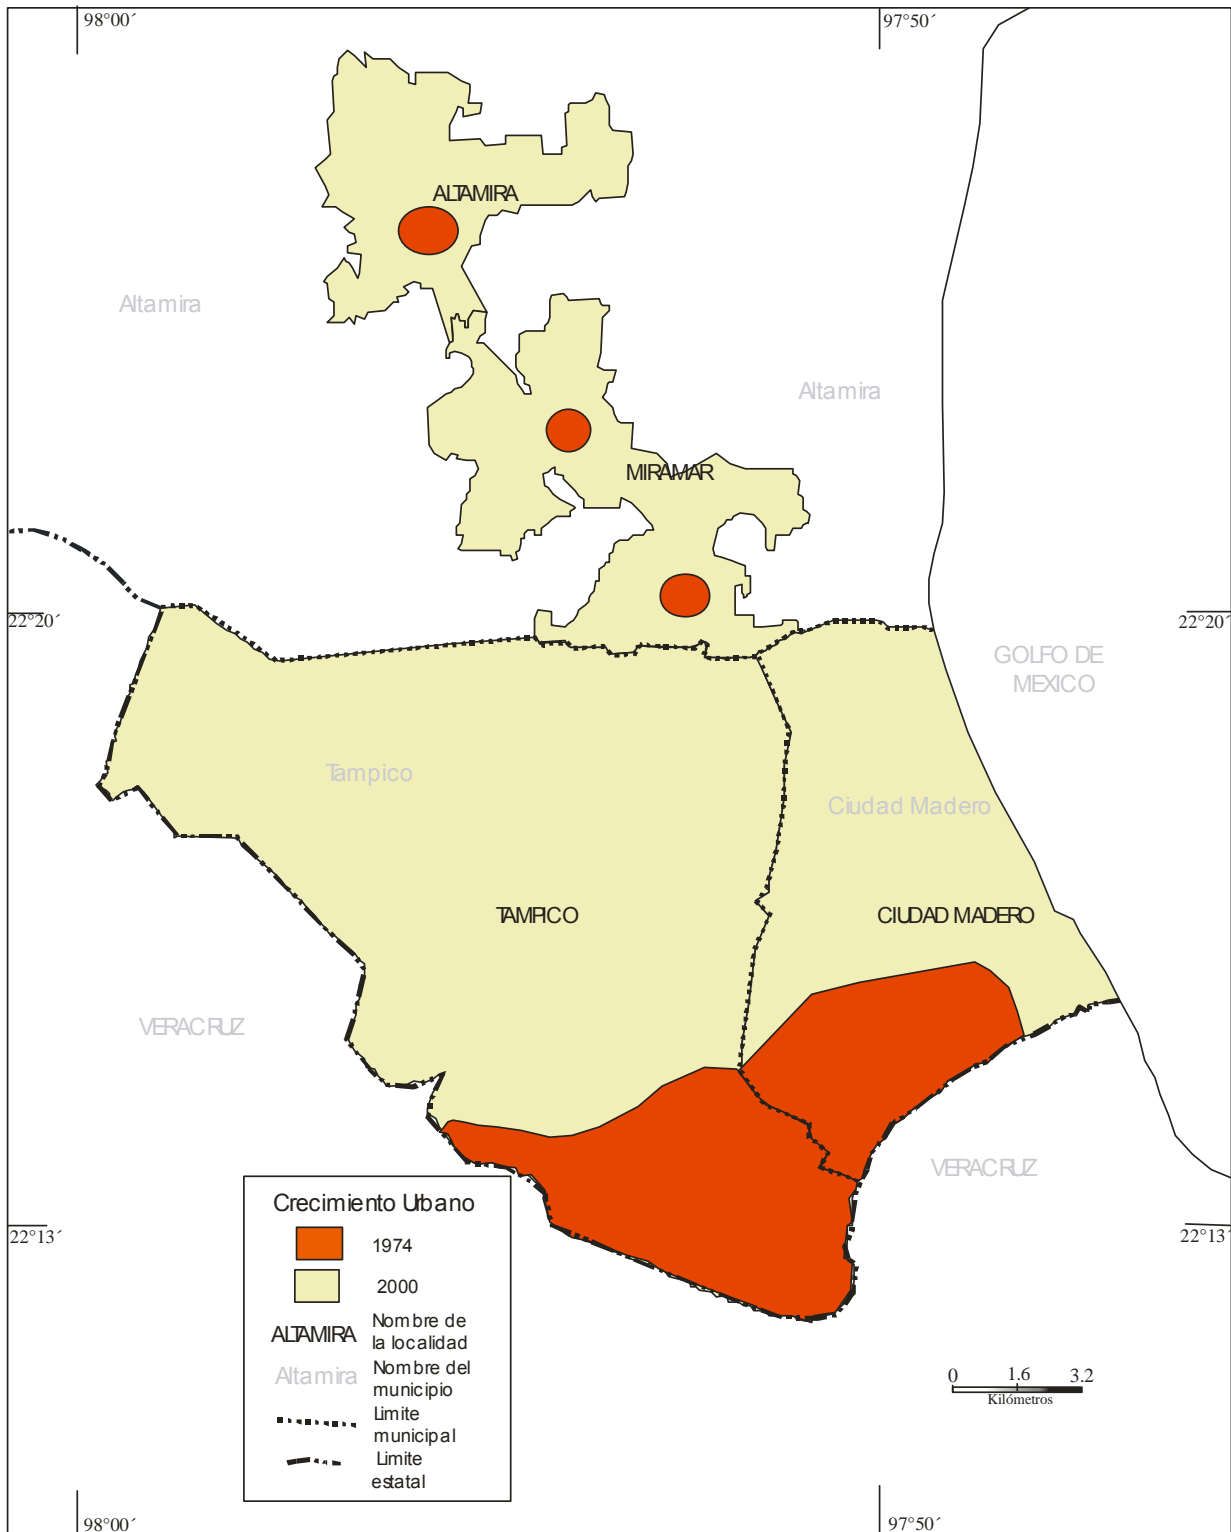 98°00´
97°50´
ALTAMIRA
Altamira
Altamira
MIRAMAR
22°20´
22°20´
GOLFO DE
MEXICO
Tampico
Ciudad Madero
TAMPICO
CIUDAD MADERO
VERACRUZ
VERACRUZ
22°13´
22°13´
Crecimiento Urbano
1974
2000
ALTAMIRA Nombre de
la localidad
Altamira Nombre del
municipio
Limite
municipal
Limite
estatal
0 1.6 3.2
Kilómetros
98°00´
97°50´